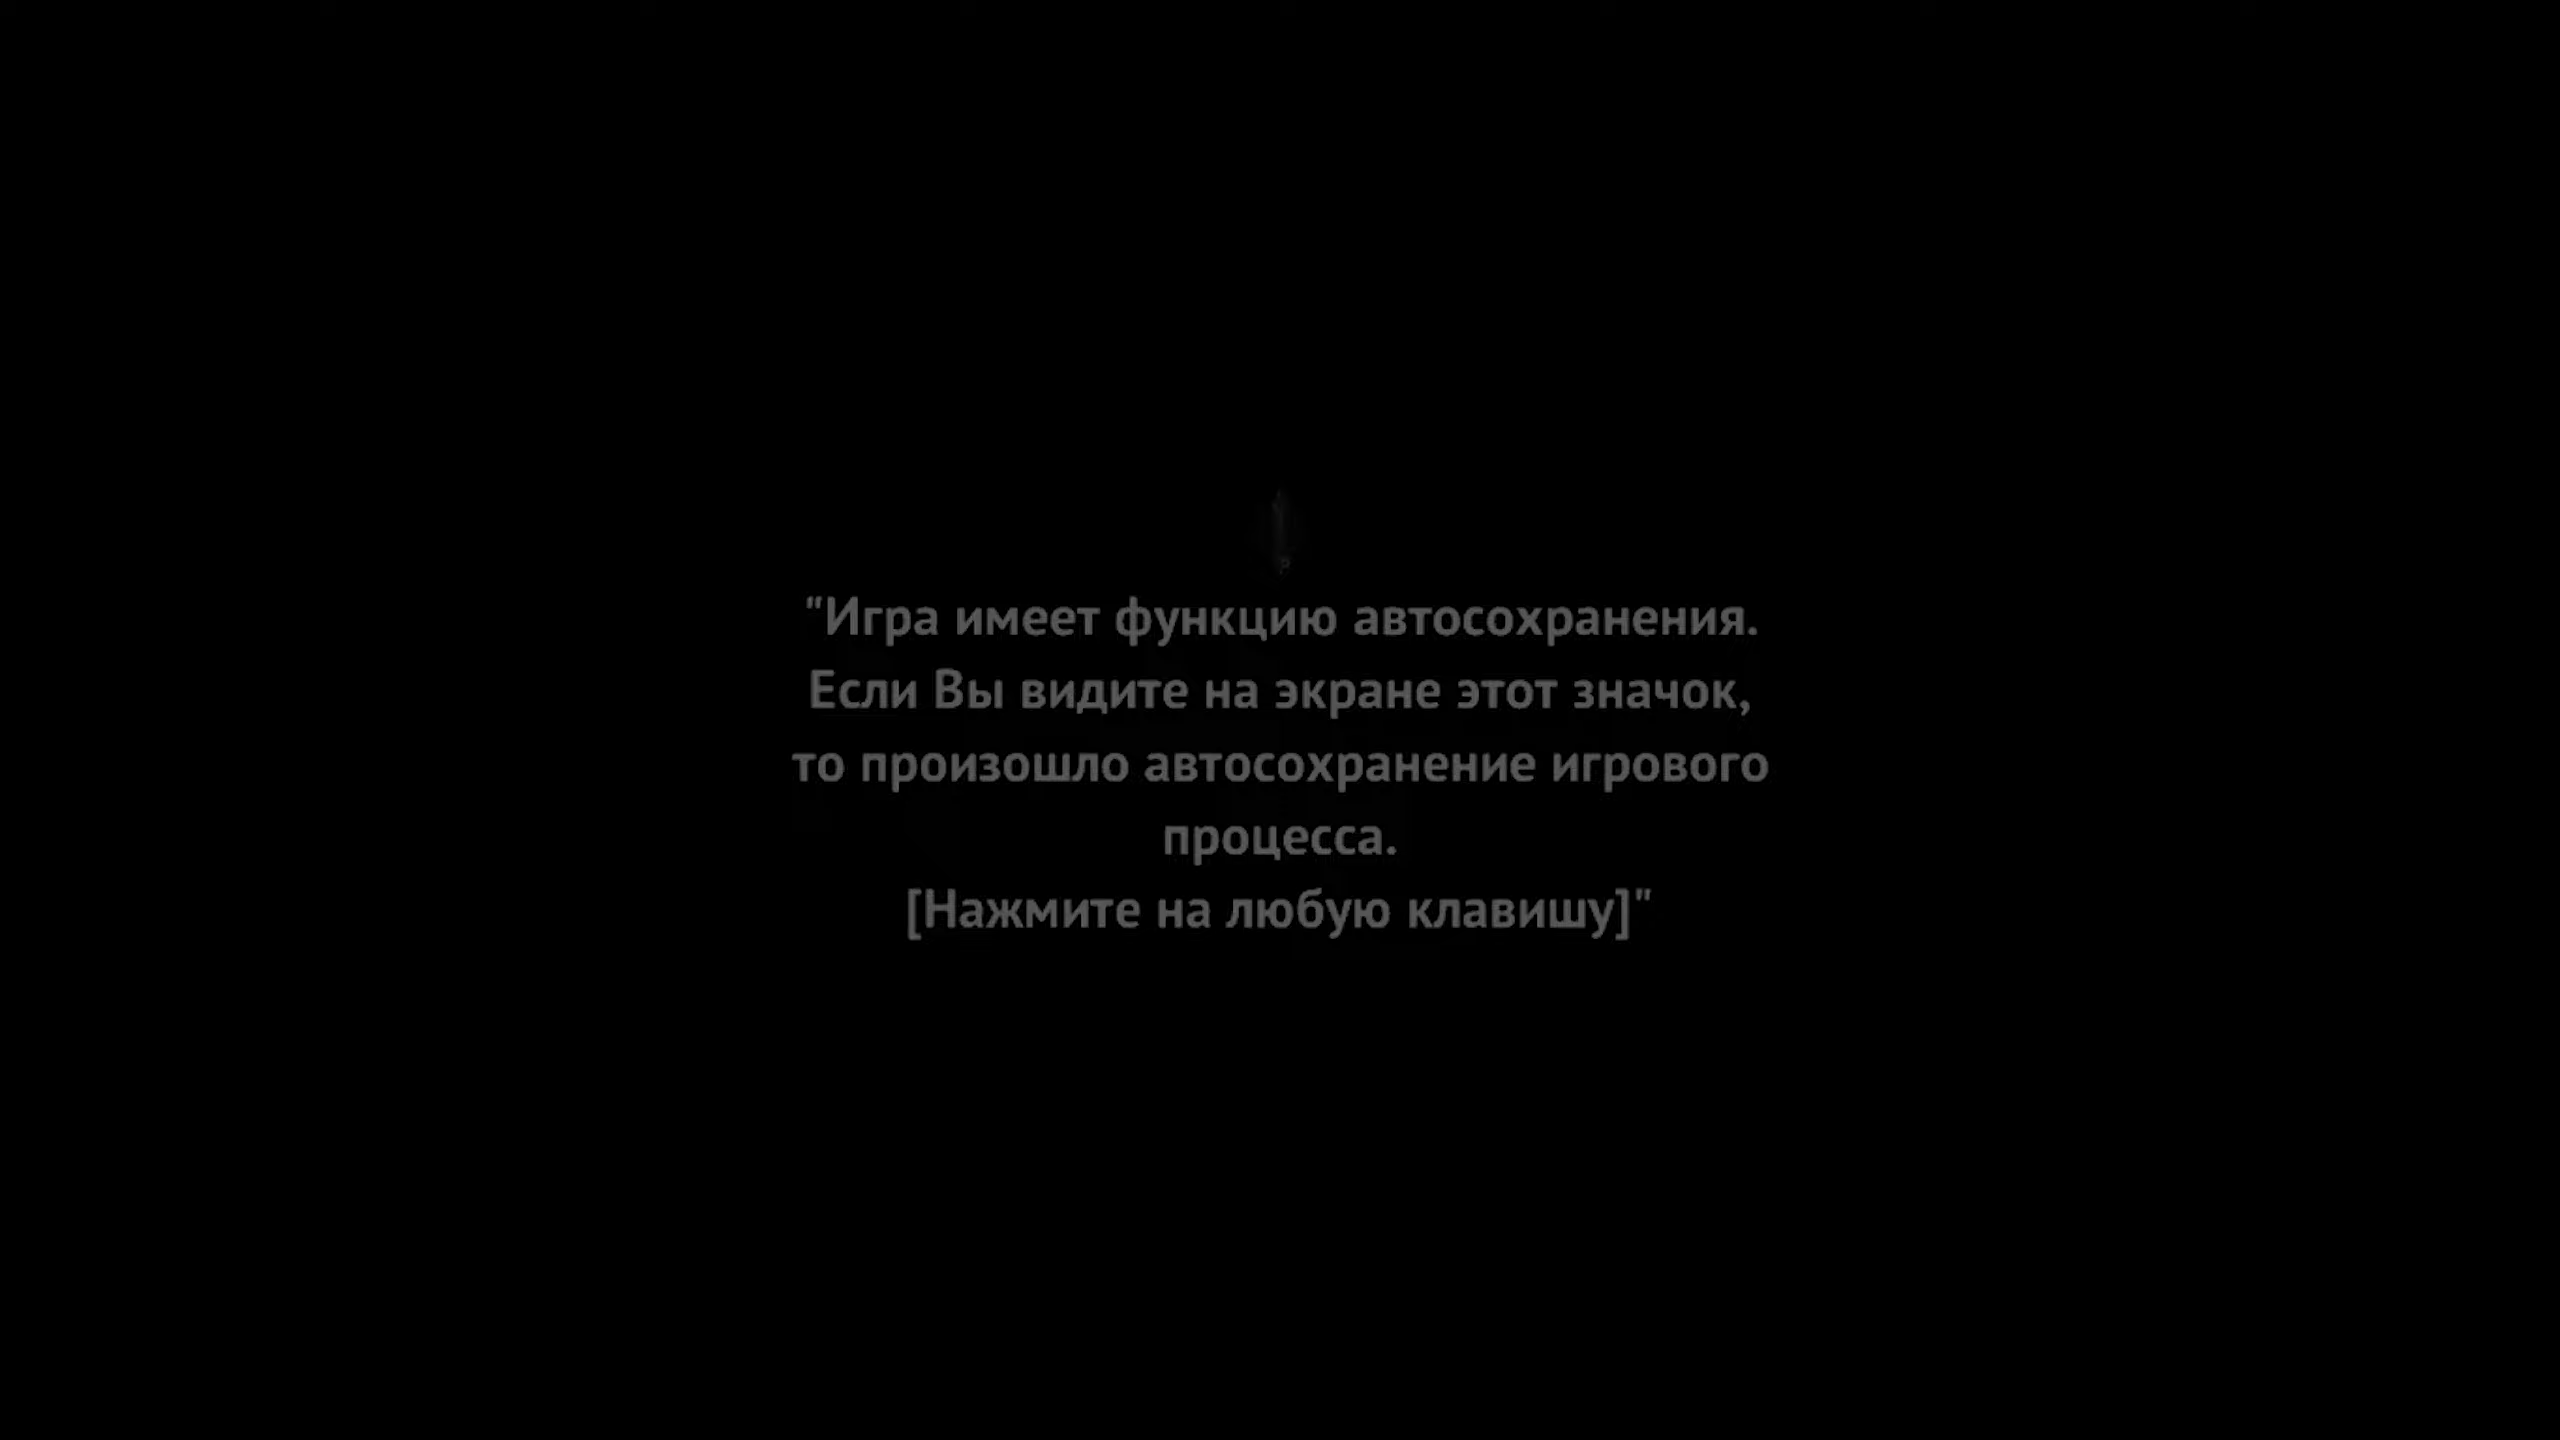 "Игра имеет функцию автосохранения.
Если Вы видите на экране этот значок,
то произошло автосохранение игрового
процесса.
[Нажмите на любую клавишу]"